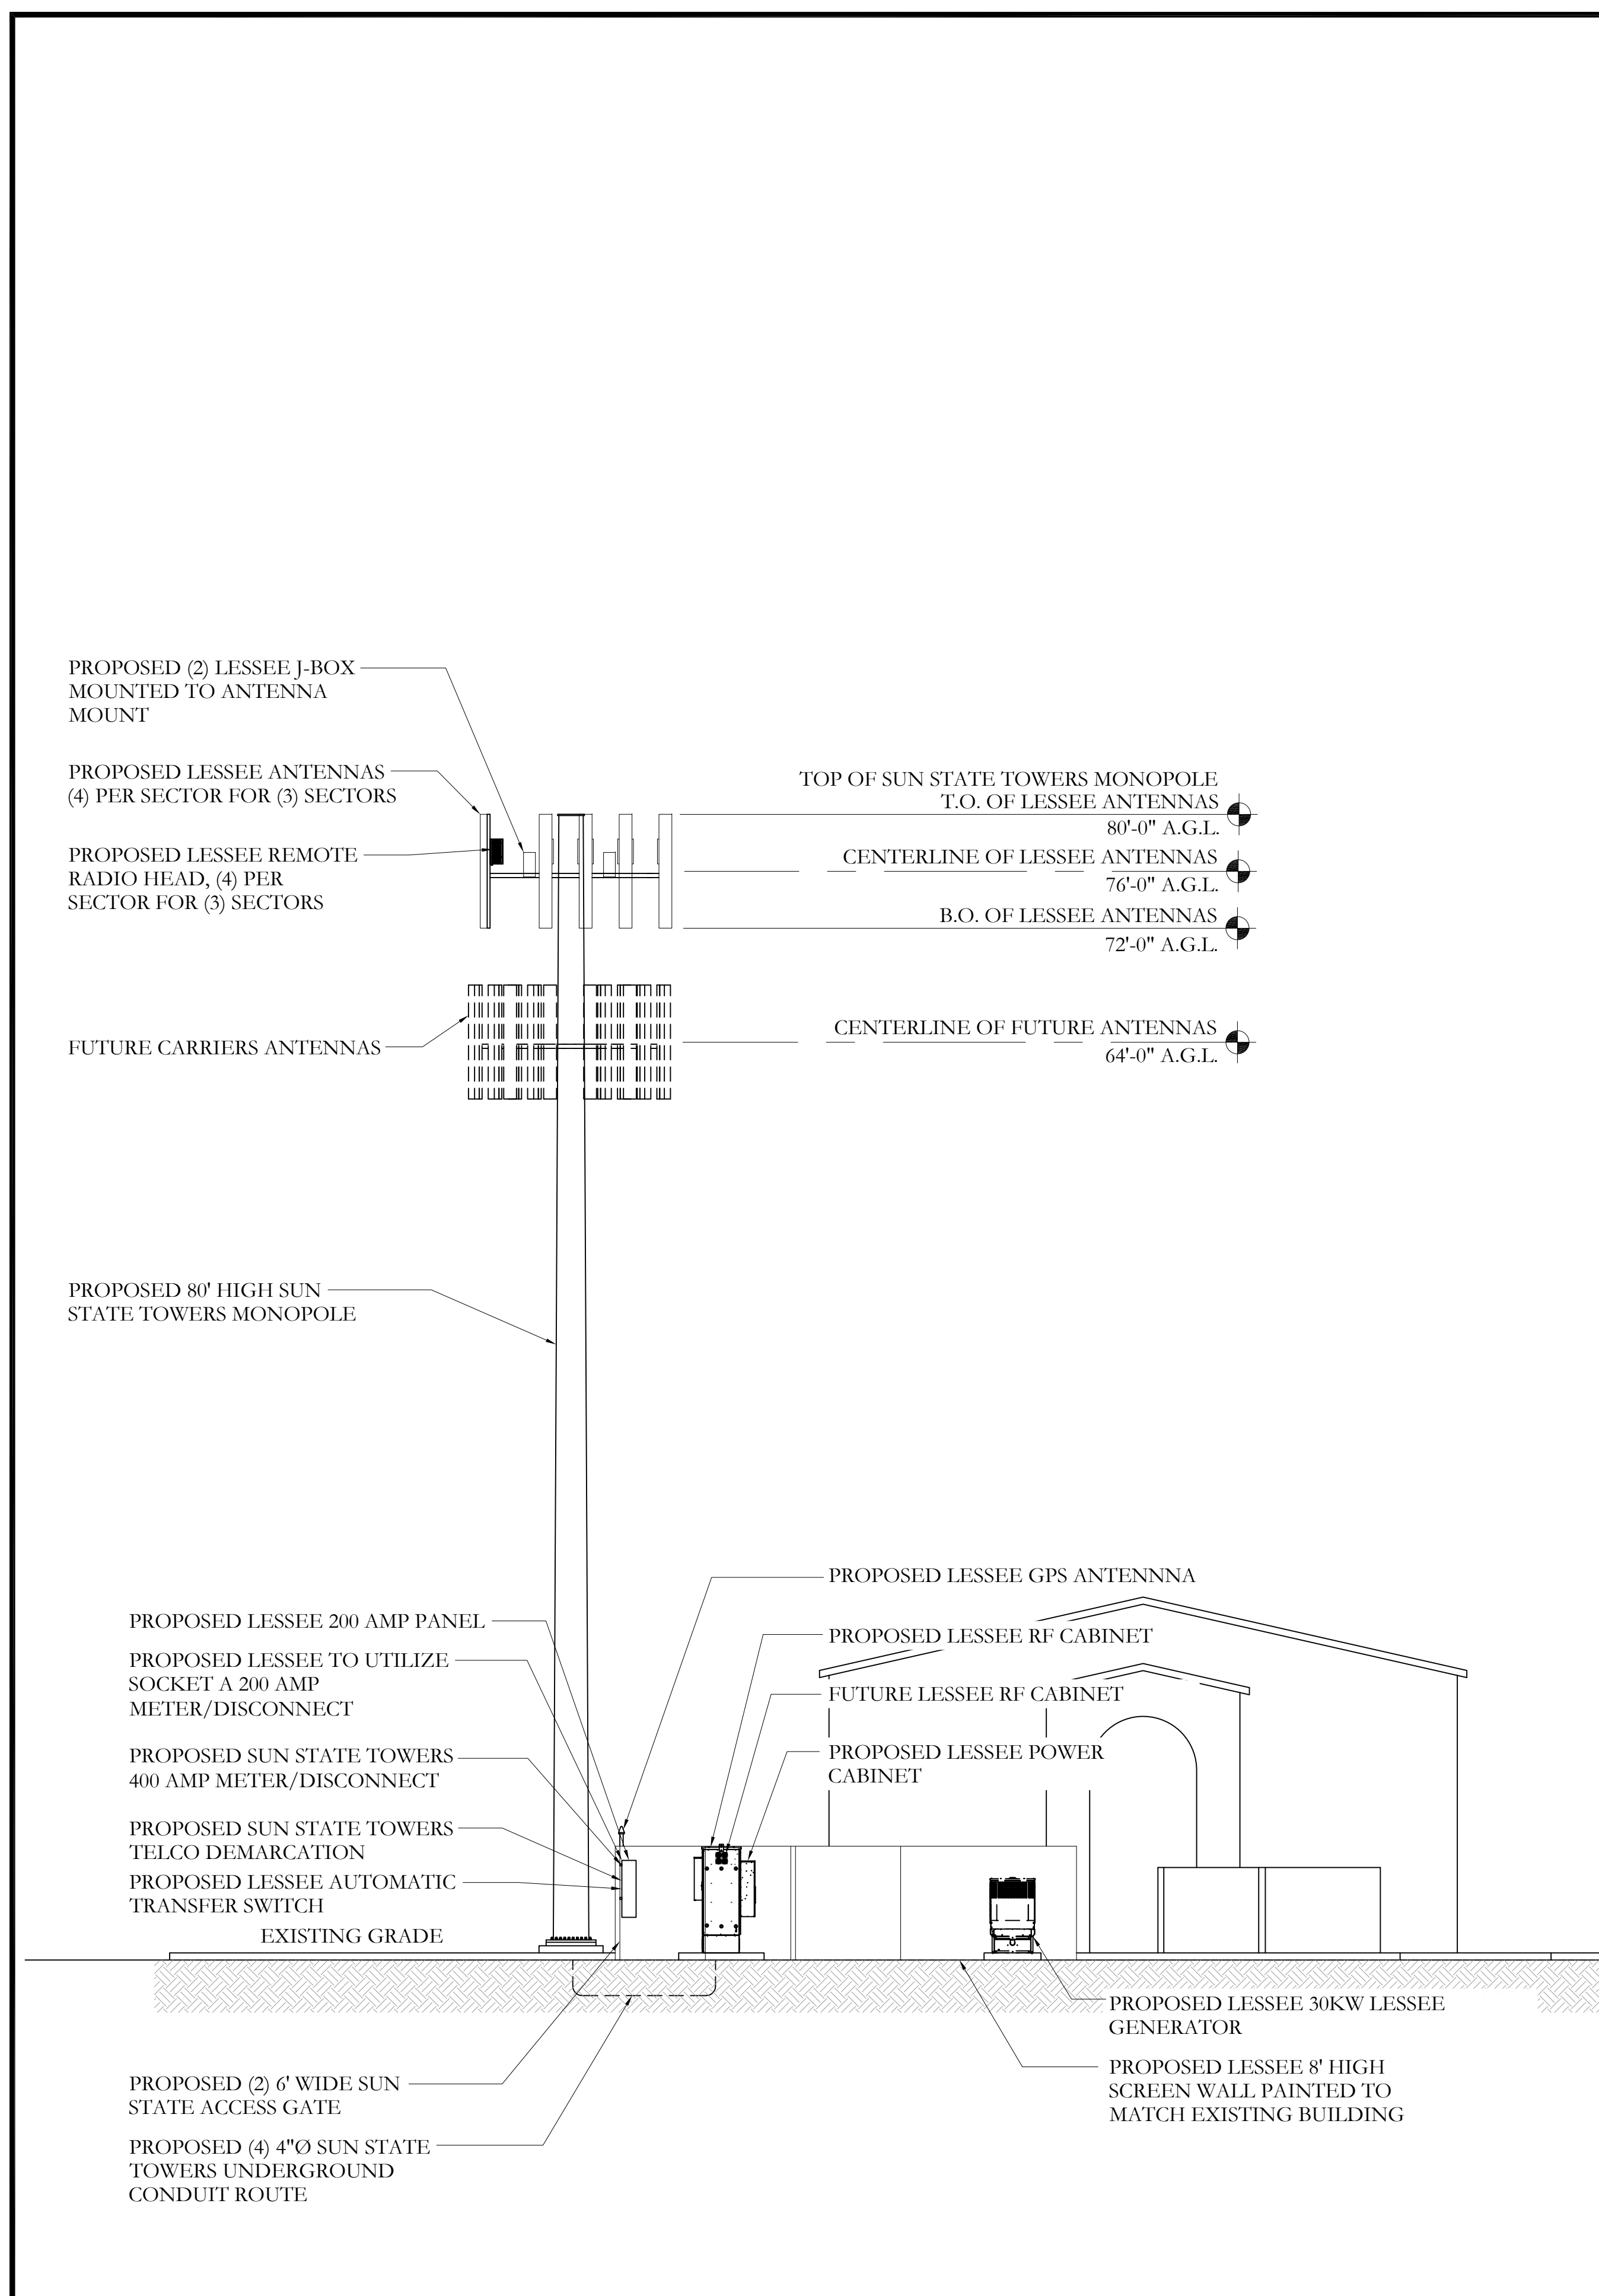 PROPOSED (2) LESSEE J-BOX
MOUNTED TO ANTENNA
MOUNT
PROPOSED LESSEE ANTENNAS
(4) PER SECTOR FOR (3) SECTORS
PROPOSED LESSEE REMOTE
RADIO HEAD, (4) PER
SECTOR FOR (3) SECTORS
TOP OF SUN STATE TOWERS MONOPOLE
T.O. OF LESSEE ANTENNAS
80'-0" A.G.L.
CENTERLINE OF LESSEE ANTENNAS
76'-0" A.G.L.
B.O. OF LESSEE ANTENNAS
72'-0" A.G.L.
FUTURE CARRIERS ANTENNAS
CENTERLINE OF FUTURE ANTENNAS
64'-0" A.G.L.
PROPOSED 80' HIGH SUN
STATE TOWERS MONOPOLE
PROPOSED LESSEE 200 AMP PANEL
PROPOSED LESSEE TO UTILIZE
SOCKET A 200 AMP
METER/DISCONNECT
PROPOSED SUN STATE TOWERS
400 AMP METER/DISCONNECT
PROPOSED SUN STATE TOWERS
TELCO DEMARCATION
PROPOSED LESSEE AUTOMATIC
TRANSFER SWITCH
EXISTING GRADE
PROPOSED LESSEE GPS ANTENNNA
PROPOSED LESSEE RF CABINET
FUTURE LESSEE RF CABINET
PROPOSED LESSEE POWER
CABINET
PROPOSED LESSEE 30KW LESSEE
GENERATOR
PROPOSED LESSEE 8' HIGH
SCREEN WALL PAINTED TO
MATCH EXISTING BUILDING
PROPOSED (2) 6' WIDE SUN
STATE ACCESS GATE
PROPOSED (4) 4"Ø SUN STATE
TOWERS UNDERGROUND
CONDUIT ROUTE